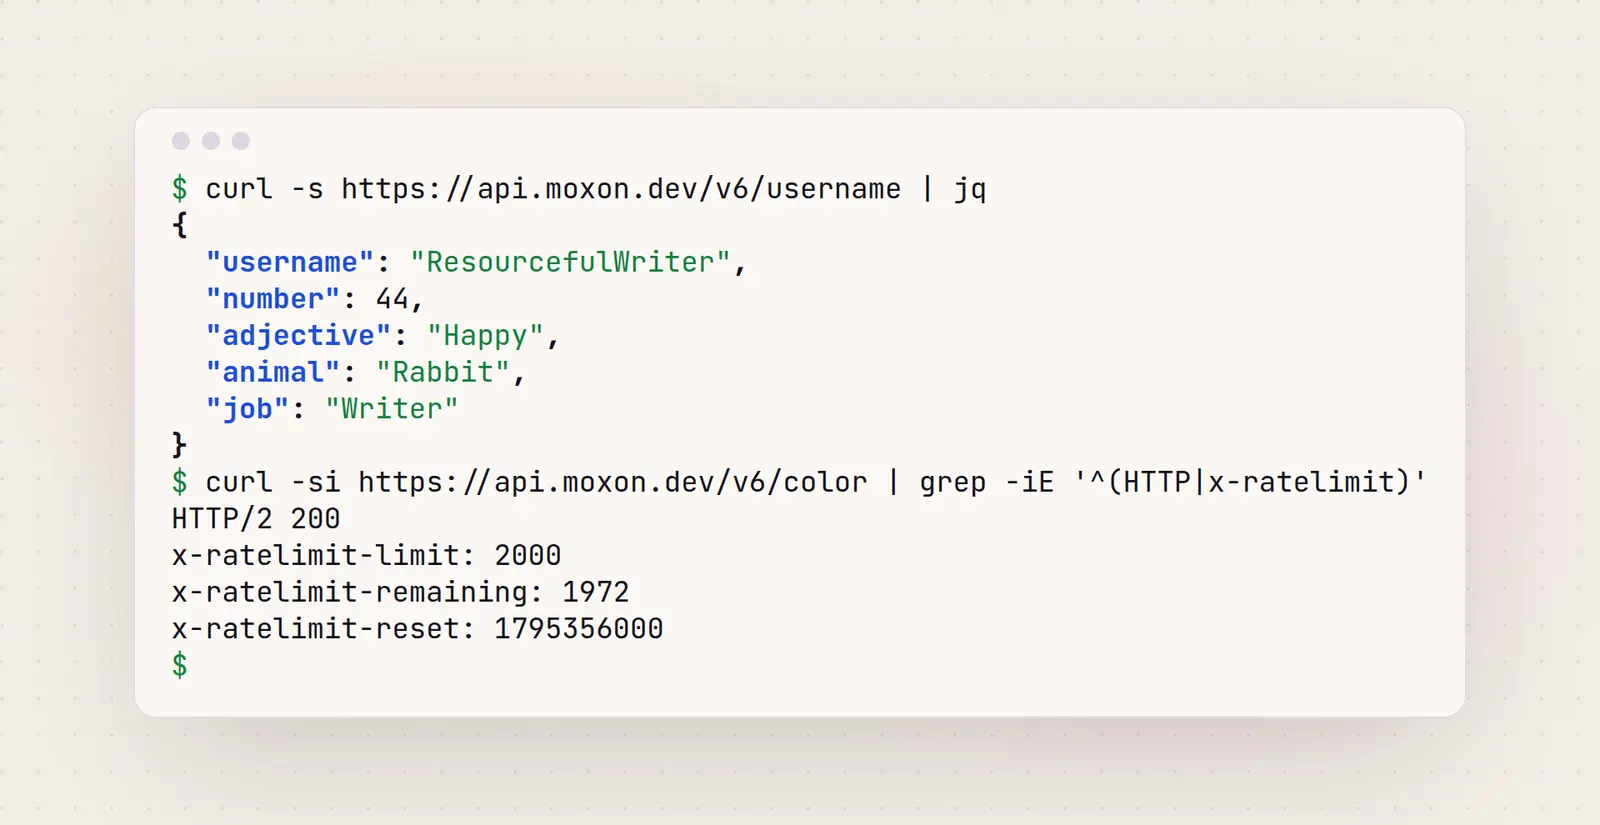 $ curl -s https://api.moxon.dev/v6/username | jq
{
  "username": "ResourcefulWriter",
  "number": 44,
  "adjective": "Happy",
  "animal": "Rabbit",
  "job": "Writer"
}
$ curl -si https://api.moxon.dev/v6/color | grep -iE '^(HTTP|x-ratelimit)'
HTTP/2 200
x-ratelimit-limit: 2000
x-ratelimit-remaining: 1972
x-ratelimit-reset: 1795356000
$